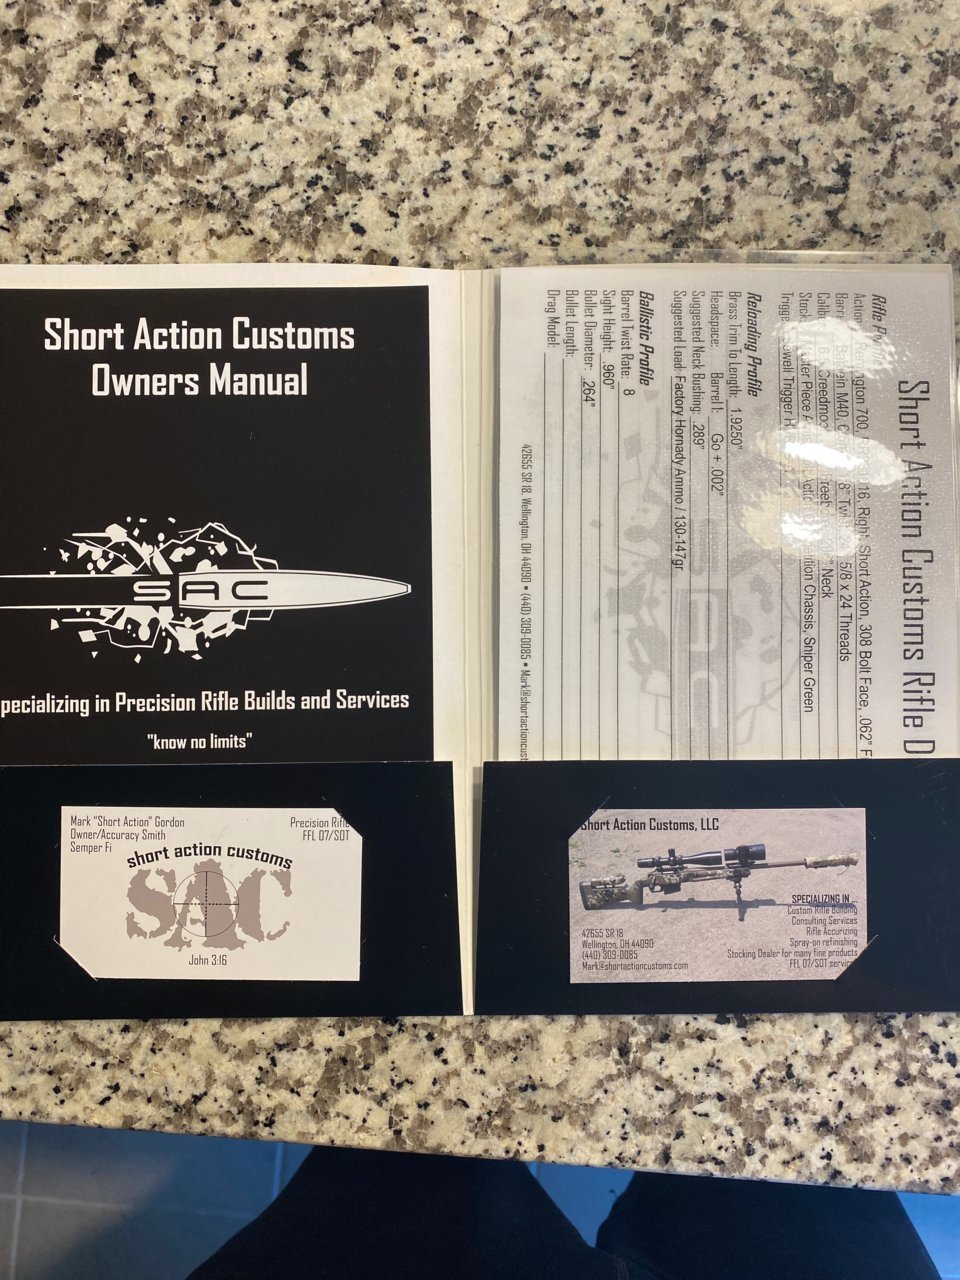 Short Action Customs
Owners Manual
SAC
pecializing in Precision Rifle Builds and Services
"know no limits"
Mark "Short Action" Gordon
Owner/Accuracy Smith
Semper Fi
Precision Rifle
FFL 07/SOT
short action customs
SAC
John 3:16
Short Action Customs Rifle D
Rifle
16, Right, Short Action, 308 Bolt Face, .062" F
M40, 8" 5/8 x 24 Threads
Neck
Chassis, Sniper Green
Trigger
Reloading Profile
Brass Trim To Length: 1.9250"
Headspace: Barrel 1: Go + .002"
Suggested Neck Bushing: .289"
Suggested Load: Factory Hornady Ammo / 130-147gr
Ballistic Profile
Barrel Twist Rate: 8
Sight Height: .960"
Bullet Diameter: .264"
Bullet Length:
Drag Model:
42655 SR 18, Wellington, OH 44090 • (440) 309-0085 • Mark@shortactioncust
SAC
Short Action Customs, LLC
SPECIALIZING IN ...
Custom Rifle Building
Consulting Services
Rifle Accurizing
Spray-on refinishing
Stocking Dealer for many fine products
FFL 07/SOT servic
42655 SR 18
Wellington, OH 44090
(440) 309-0085
Mark@shortactioncustoms.com